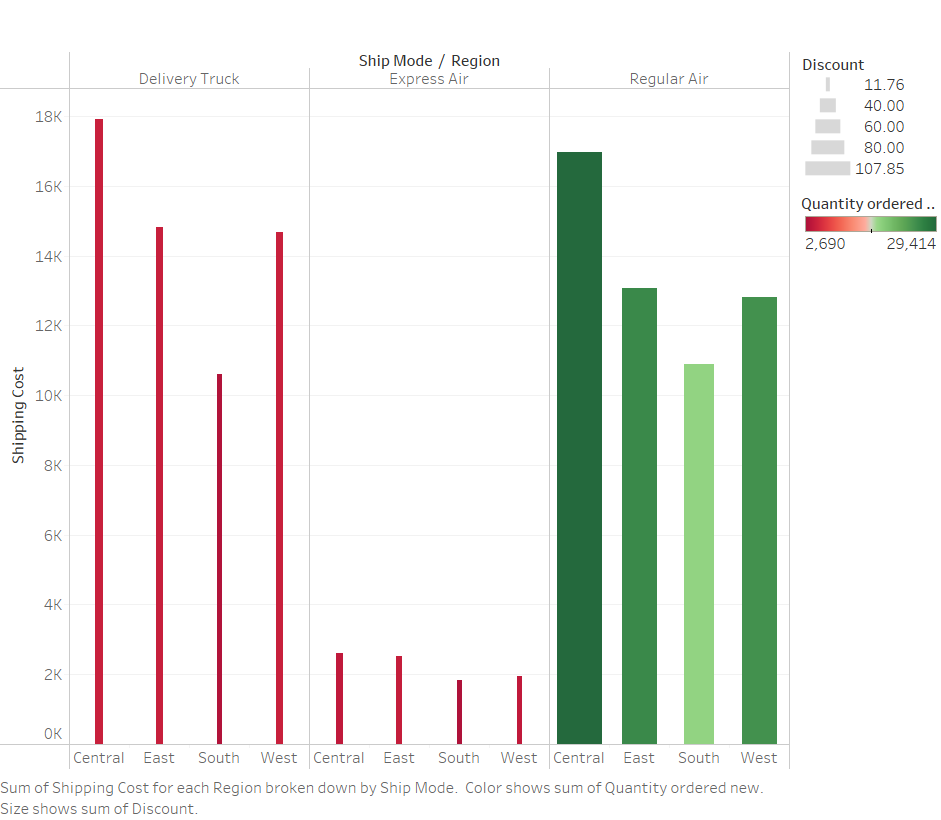 Ship Mode / Region
Delivery Truck Express Air Regular Air
18K
16K
14K
12K
10K
8K
6K
4K
2K
0K
Shipping Cost
Central East South West Central East South West Central East South West
Discount
11.76
40.00
60.00
80.00
107.85
Quantity ordered ..
2,690 29,414
Sum of Shipping Cost for each Region broken down by Ship Mode. Color shows sum of Quantity ordered new.
Size shows sum of Discount.